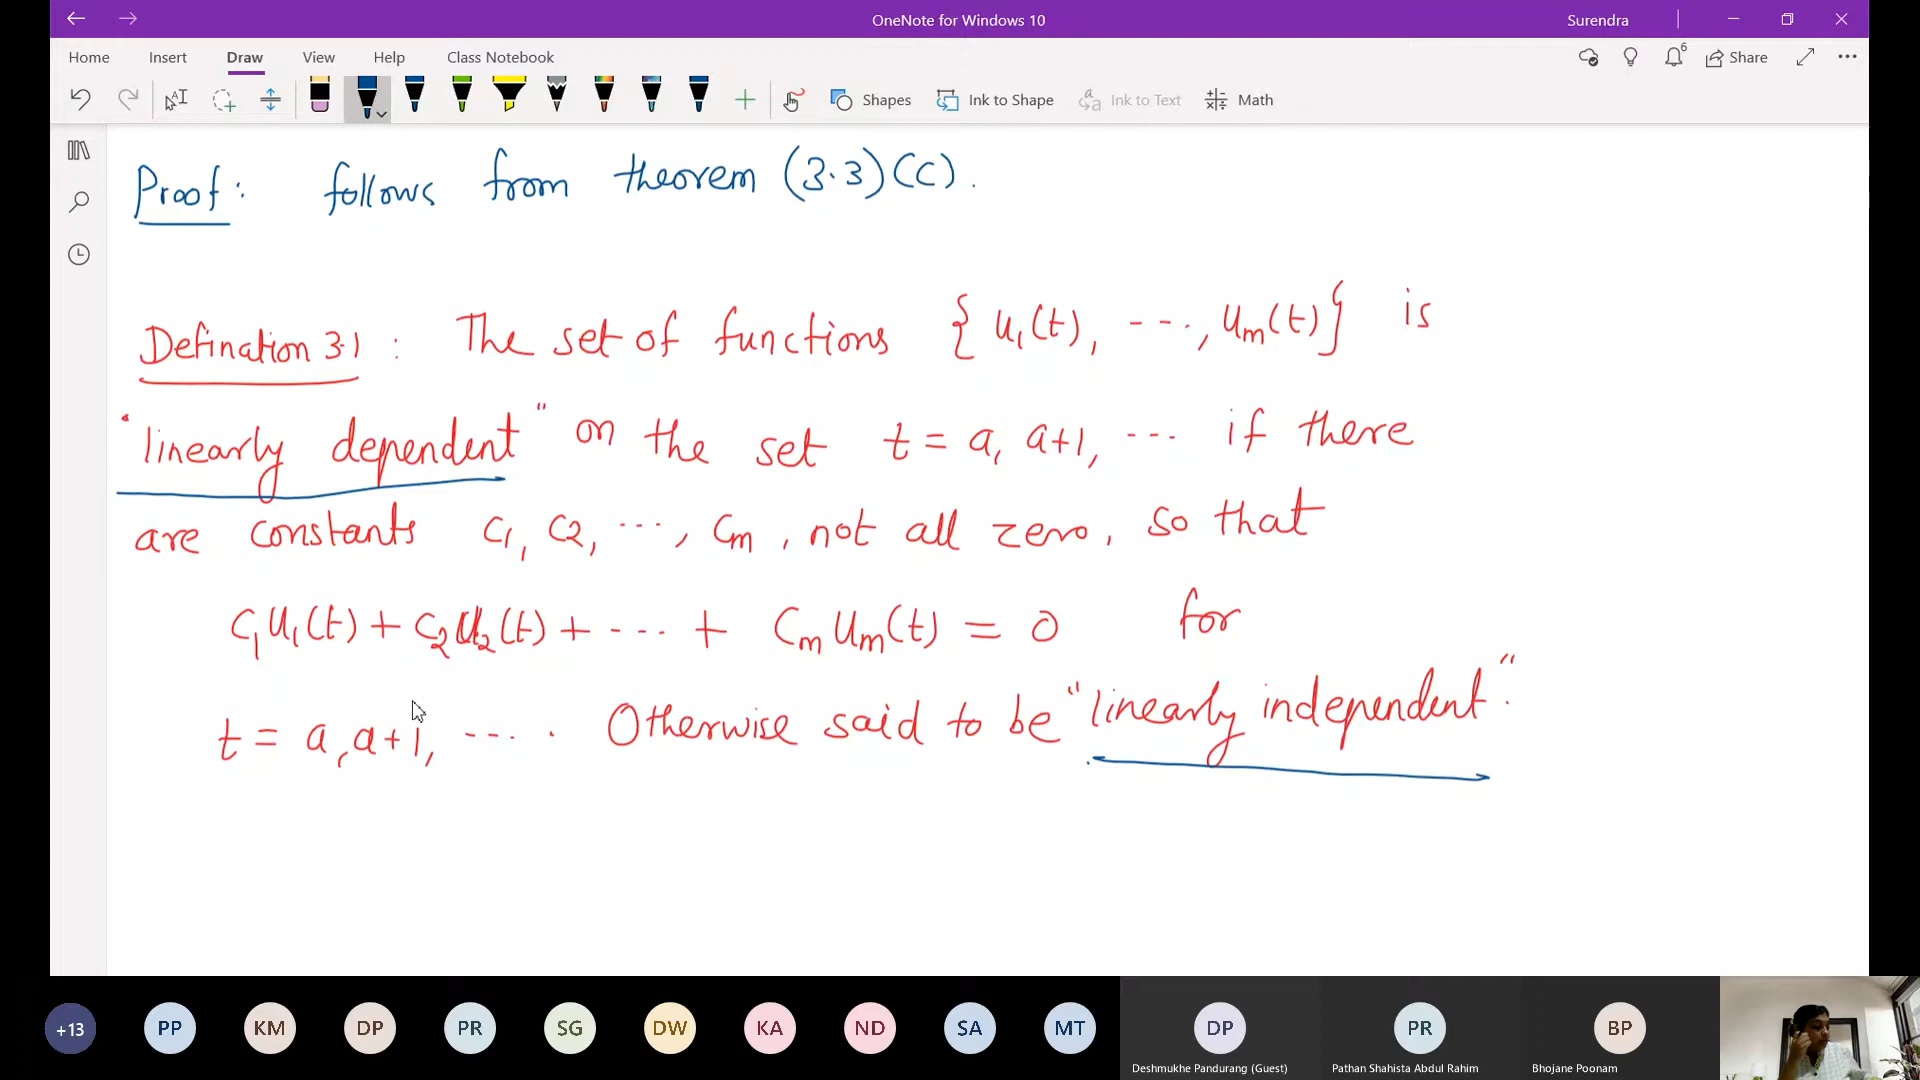 OneNote for Windows 10
Surendra
Home Insert Draw View Help Class Notebook
6
Share
Shapes Ink to Shape Ink to Text Math
Proof: follows from theorem (3.3)(c).
Defination 3.1 : The set of functions { u₁(t), ---., um(t)} is
"linearly dependent" on the set t = a, a+1, --- if there
are constants c₁, c₂, ---, cm, not all zero, so that
c₁u₁(t) + c₂u₂(t) + --- + cm um(t) = 0 for
t = a, a+1, ---- . Otherwise said to be "linearly independent".
+13 PP KM DP PR SG DW KA ND SA MT DP PR BP
Deshmukhe Pandurang (Guest) Pathan Shahista Abdul Rahim Bhojane Poonam